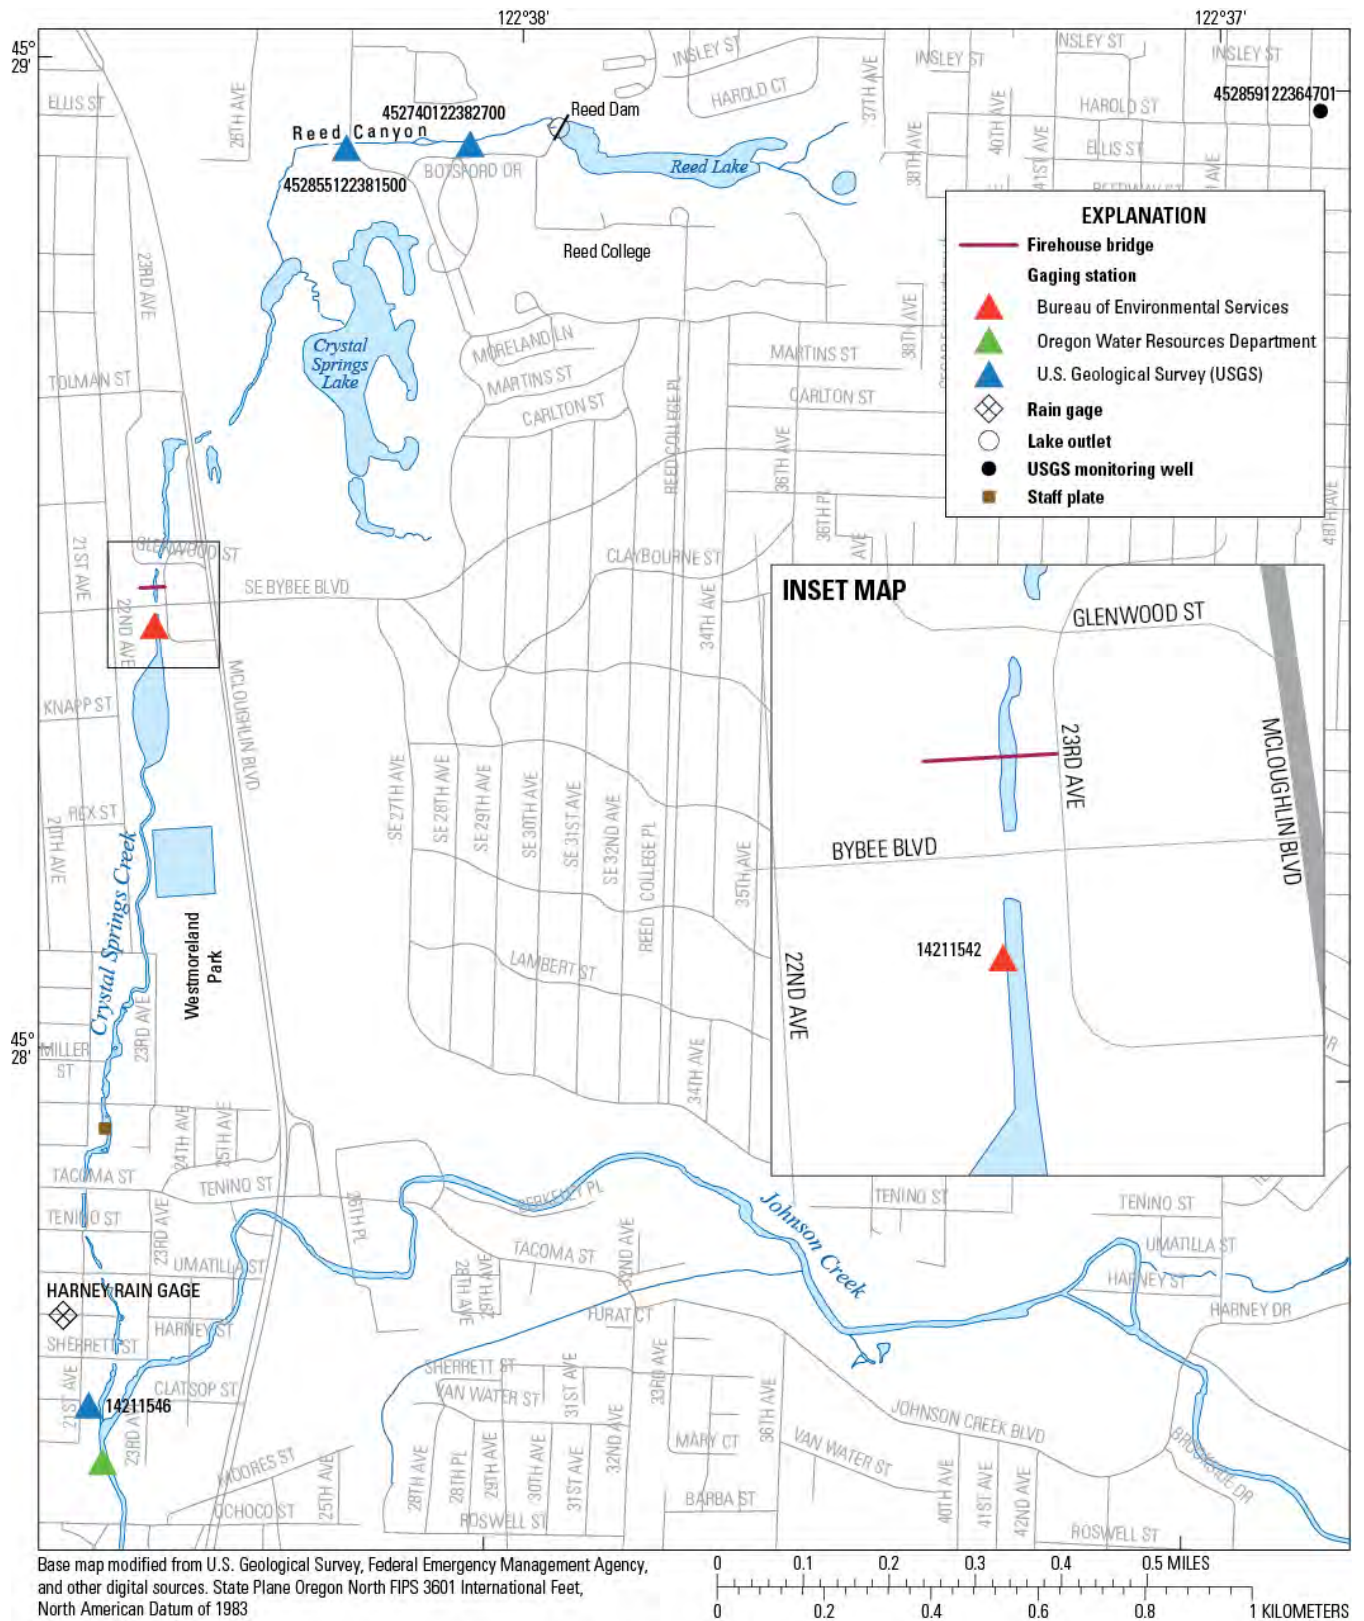 122°38'
122°37'
45°
29'
INSLEY ST
INSLEY ST
INSLEY ST
INSLEY ST
ELLIS ST
26TH AVE
452740122382700
Reed Dam
HAROLD CT
37TH AVE
40TH AVE
HAROLD ST
452859122364701
Reed Canyon
41ST AVE
ELLIS ST
38TH AVE
BOTSFORD DR
Reed Lake
452855122381500
Reed College
23RD AVE
EXPLANATION
Firehouse bridge
Gaging station
Bureau of Environmental Services
Oregon Water Resources Department
U.S. Geological Survey (USGS)
Rain gage
Lake outlet
USGS monitoring well
Staff plate
38TH AVE
Crystal
Springs
Lake
MORELAND LN
MARTINS ST
MARTINS ST
CARLTON ST
CARLTON ST
TOLMAN ST
REED COLLEGE PL
36TH AVE
36TH PL
AVE
48TH AVE
21ST AVE
GLENWOOD ST
CLAYBOURNE ST
SE BYBEE BLVD
22ND AVE
34TH AVE
MCLOUGHLIN BLVD
KNAPP ST
INSET MAP
GLENWOOD ST
23RD AVE
MCLOUGHLIN BLVD
BYBEE BLVD
14211542
22ND AVE
REX ST
20TH AVE
SE 27TH AVE
SE 28TH AVE
SE 29TH AVE
SE 30TH AVE
SE 31ST AVE
SE 32ND AVE
REED COLLEGE PL
35TH AVE
Crystal Springs Creek
Westmoreland
Park
LAMBERT ST
23RD AVE
45°
28'
MILLER
ST
34TH AVE
24TH AVE
25TH AVE
TACOMA ST
TENINO ST
BERKELEY PL
Johnson Creek
TENINO ST
TENINO ST
TENINO ST
23RD AVE
26TH PL
UMATILLA ST
TACOMA ST
32ND AVE
UMATILLA ST
28TH AVE
29TH AVE
HARNEY ST
HARNEY RAIN GAGE
FURAT CT
HARNEY DR
HARNEY ST
SHERRETT ST
SHERRETT ST
21ST AVE
CLATSOP ST
VAN WATER ST
31ST AVE
33RD AVE
36TH AVE
14211546
23RD AVE
32ND AVE
JOHNSON CREEK BLVD
MARY CT
VAN WATER ST
BROOKSIDE DR
MOORES ST
25TH AVE
28TH AVE
28TH PL
29TH AVE
30TH AVE
31ST AVE
40TH AVE
41ST AVE
42ND AVE
OCHOCO ST
BARBA ST
ROSWELL ST
ROSWELL ST
Base map modified from U.S. Geological Survey, Federal Emergency Management Agency,
and other digital sources. State Plane Oregon North FIPS 3601 International Feet,
North American Datum of 1983
0 0.1 0.2 0.3 0.4 0.5 MILES
0 0.2 0.4 0.6 0.8 1 KILOMETERS